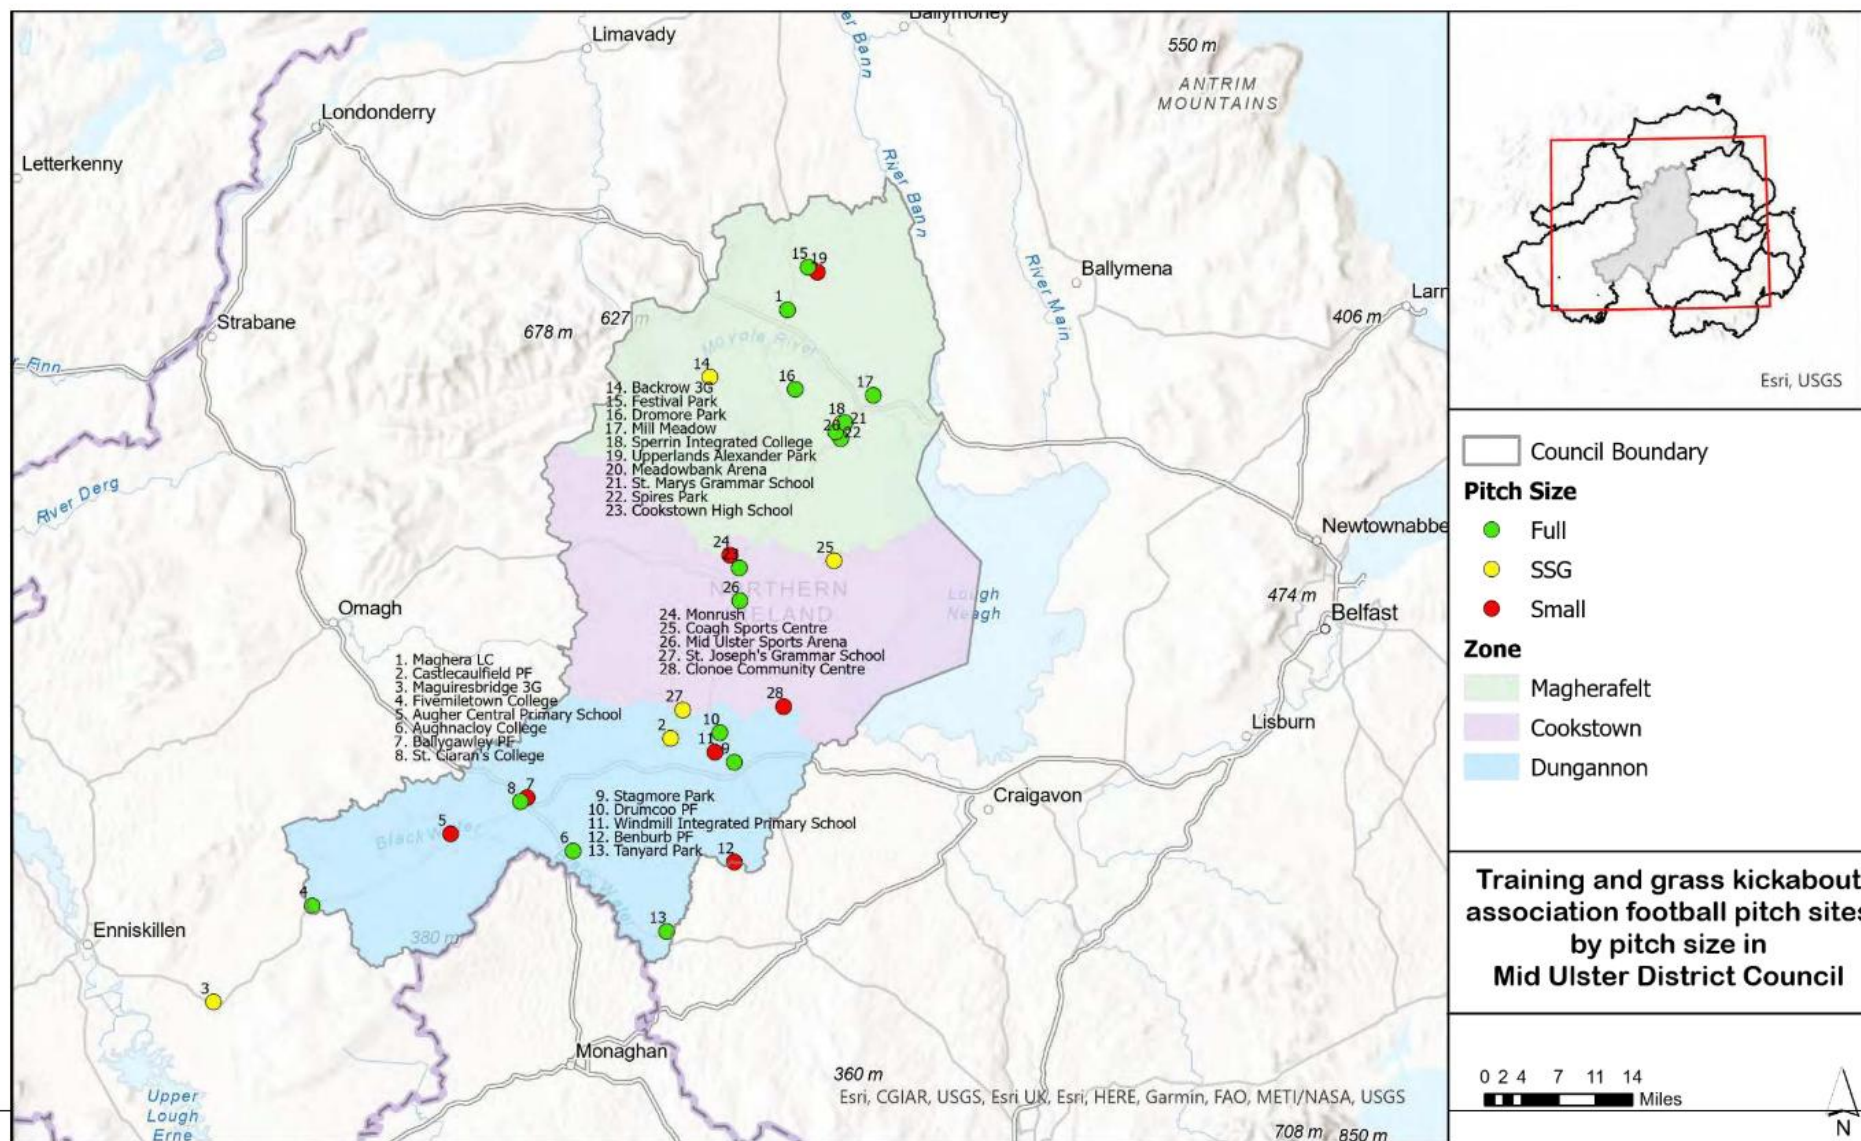 Ballymoney
Limavady
River Bann
550 m
ANTRIM
MOUNTAINS
Londonderry
Letterkenny
River Bann
15 19
Ballymena
River Main
1
Strabane
678 m
627 m
Moyola River
406 m
Larn
Finn
14
16
17
14. Backrow 3G
15. Festival Park
16. Dromore Park
17. Mill Meadow
18. Sperrin Integrated College
19. Upperlands Alexander Park
20. Meadowbank Arena
21. St. Marys Grammar School
22. Spires Park
23. Cookstown High School
18
21
20
22
River Derg
Newtownabbe
24
23
25
NORTHERN
IRELAND
26
Lough
Neagh
474 m
Omagh
Belfast
24. Monrush
25. Coagh Sports Centre
26. Mid Ulster Sports Arena
27. St. Joseph's Grammar School
28. Clonoe Community Centre
1. Maghera LC
2. Castlecaulfield PF
3. Maguiresbridge 3G
4. Fivemiletown College
5. Augher Central Primary School
6. Aughnacloy College
7. Ballygawley PF
8. St. Ciaran's College
27
28
2
10
11
9
Lisburn
8 7
9. Stagmore Park
10. Drumcoo PF
11. Windmill Integrated Primary School
12. Benburb PF
13. Tanyard Park
Craigavon
5
Blackwater
6
12
4
13
Enniskillen
380 m
3
Monaghan
360 m
Esri, CGIAR, USGS, Esri UK, Esri, HERE, Garmin, FAO, METI/NASA, USGS
Upper
Lough
Erne
708 m 850 m
Esri, USGS
Council Boundary
Pitch Size
Full
SSG
Small
Zone
Magherafelt
Cookstown
Dungannon
Training and grass kickabout
association football pitch sites
by pitch size in
Mid Ulster District Council
0 2 4 7 11 14
Miles
N